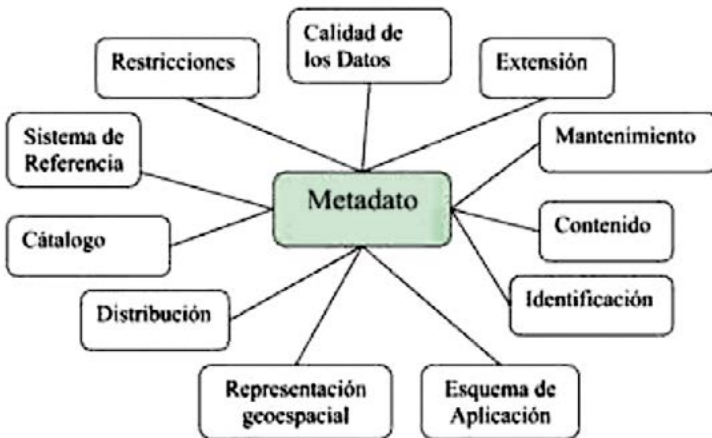 Calidad de
los Datos
Restricciones
Extensión
Sistema de
Referencia
Mantenimiento
Metadato
Cátalogo
Contenido
Distribución
Identificación
Representación
geoespacial
Esquema de
Aplicación